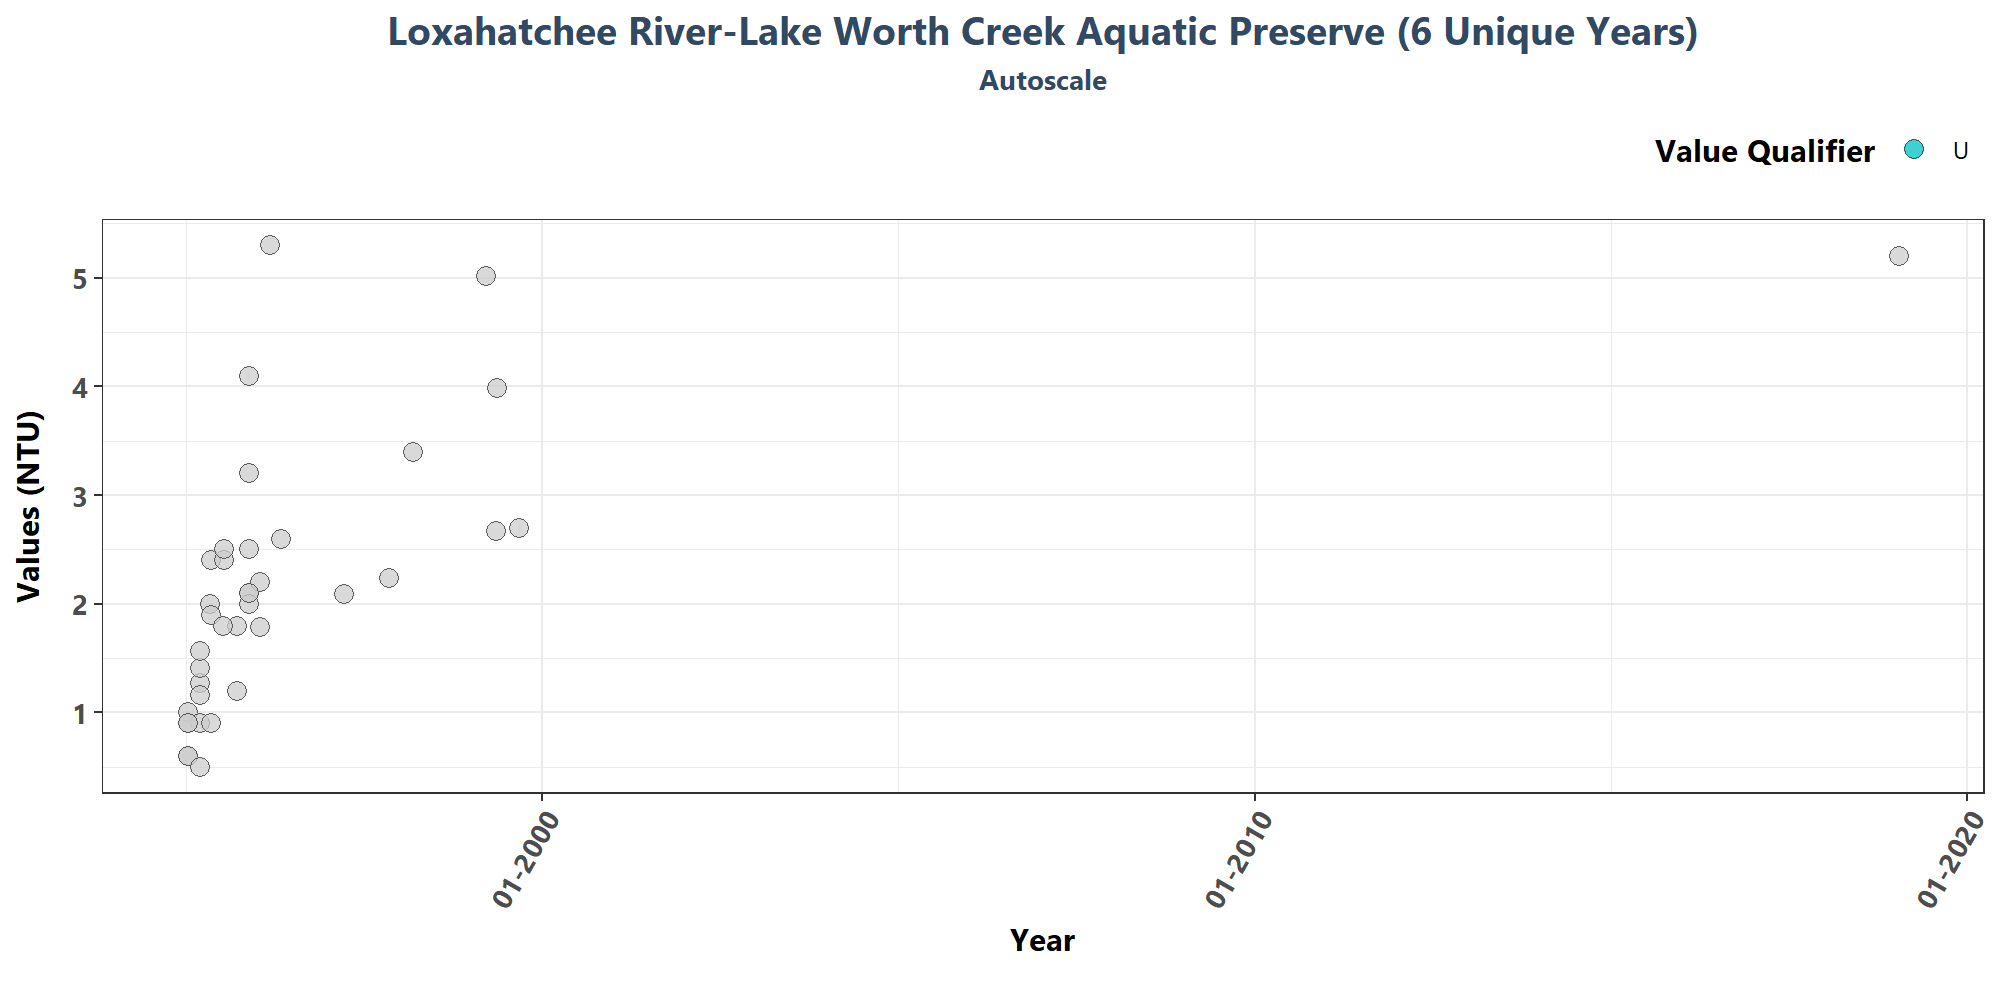 Loxahatchee River-Lake Worth Creek Aquatic Preserve (6 Unique Years)
Autoscale
Value Qualifier U
5
4
3
2
1
Values (NTU)
01-2000
01-2010
01-2020
Year